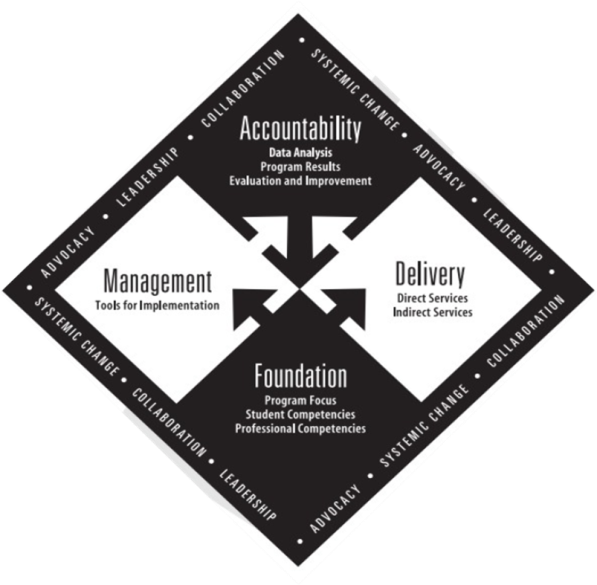 ADVOCACY • LEADERSHIP • COLLABORATION •
SYSTEMIC CHANGE • ADVOCACY • LEADERSHIP •
Accountability
Data Analysis
Program Results
Evaluation and Improvement
Management
Tools for Implementation
Delivery
Direct Services
Indirect Services
Foundation
Program Focus
Student Competencies
Professional Competencies
• SYSTEMIC CHANGE • COLLABORATION • LEADERSHIP
• ADVOCACY • SYSTEMIC CHANGE • COLLABORATION